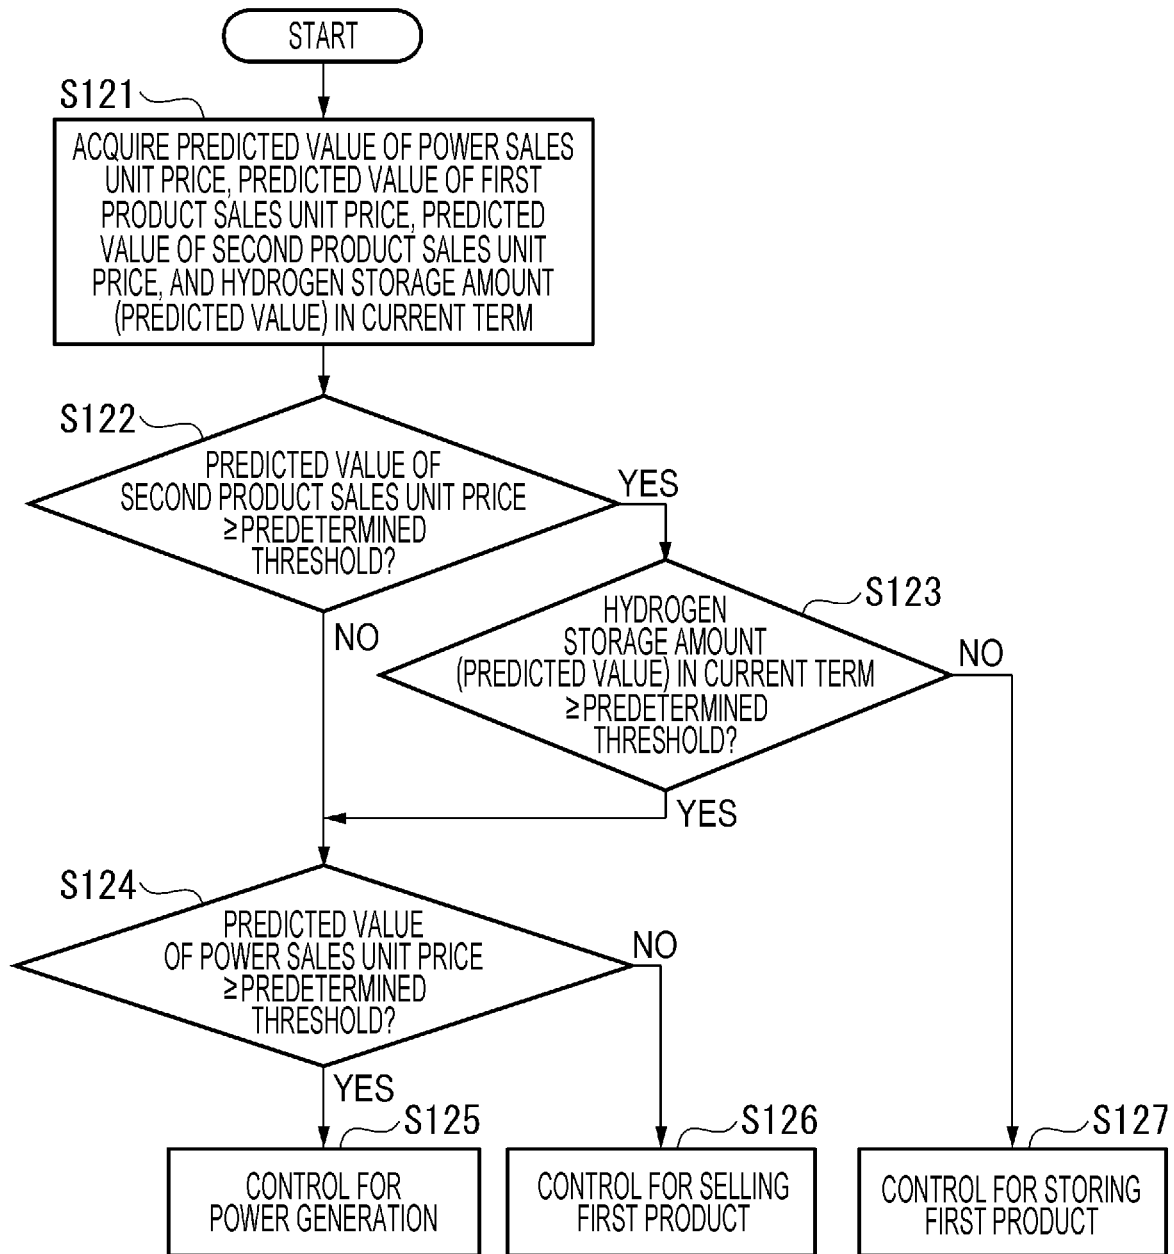 START
S121
ACQUIRE PREDICTED VALUE OF POWER SALES
UNIT PRICE, PREDICTED VALUE OF FIRST
PRODUCT SALES UNIT PRICE, PREDICTED
VALUE OF SECOND PRODUCT SALES UNIT
PRICE, AND HYDROGEN STORAGE AMOUNT
(PREDICTED VALUE) IN CURRENT TERM
S122
PREDICTED VALUE OF
SECOND PRODUCT SALES UNIT PRICE
≥PREDETERMINED
THRESHOLD?
YES
NO
S123
HYDROGEN
STORAGE AMOUNT
(PREDICTED VALUE) IN CURRENT TERM
≥PREDETERMINED
THRESHOLD?
NO
YES
S124
PREDICTED VALUE
OF POWER SALES UNIT PRICE
≥PREDETERMINED
THRESHOLD?
NO
YES
S125
CONTROL FOR
POWER GENERATION
S126
CONTROL FOR SELLING
FIRST PRODUCT
S127
CONTROL FOR STORING
FIRST PRODUCT